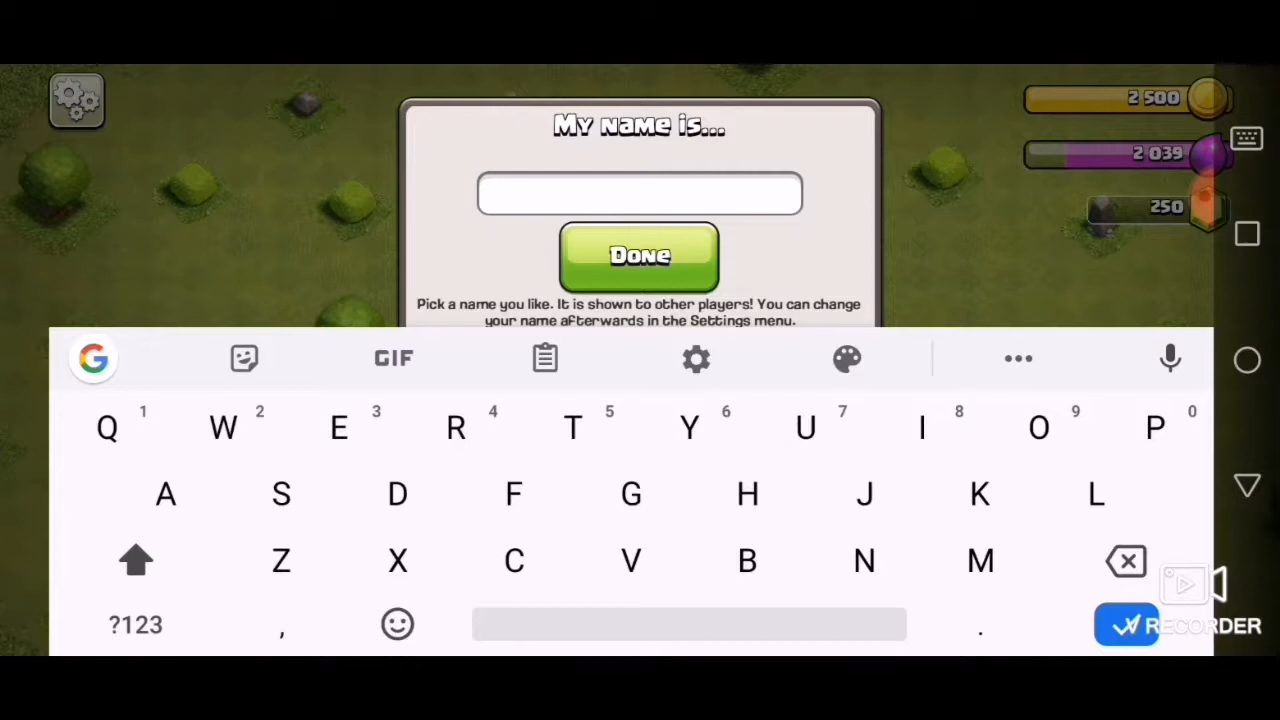 My name is...
2 500
2 039
250
Done
Pick a name you like. It is shown to other players! You can change
your name afterwards in the Settings menu.
G GIF
1 2 3 4 5 6 7 8 9 0
Q W E R T Y U I O P
A S D F G H J K L
Z X C V B N M
?123 , .
V RECORDER